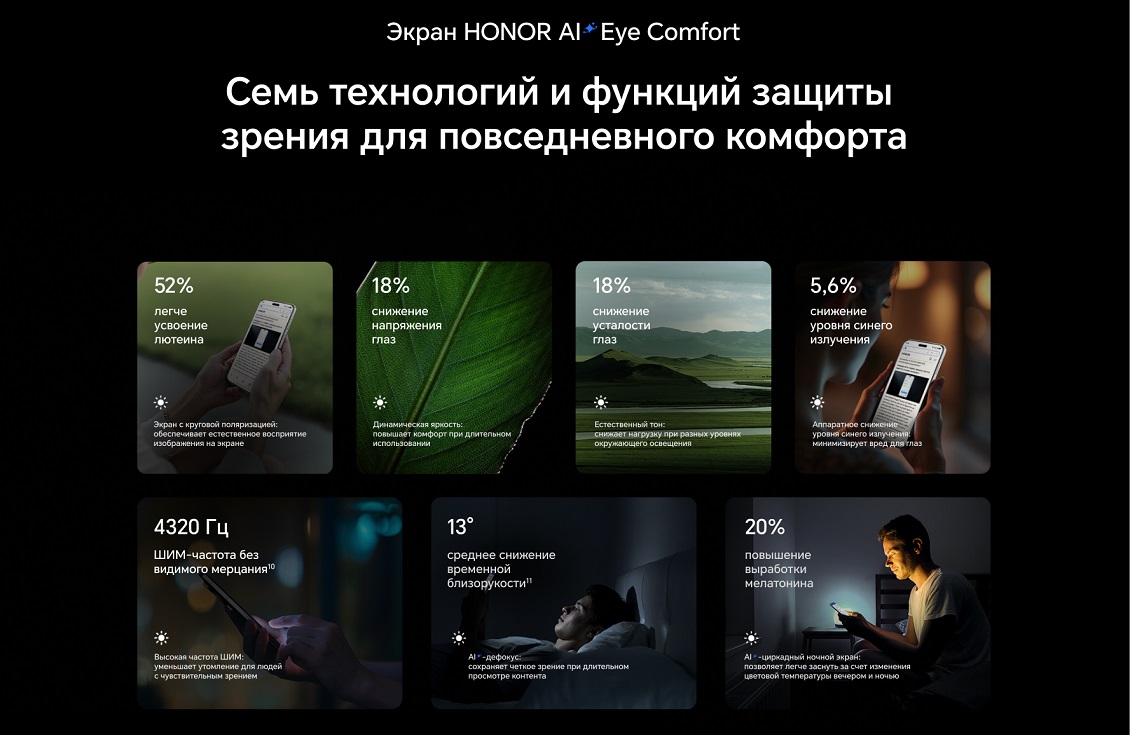 Экран HONOR AI Eye Comfort
Семь технологий и функций защиты
зрения для повседневного комфорта
52%
легче
усвоение
лютеина
Экран с круговой поляризацией:
обеспечивает естественное восприятие
изображения на экране
18%
снижение
напряжения
глаз
Динамическая яркость:
повышает комфорт при длительном
использовании
18%
снижение
усталости
глаз
Естественный тон:
снижает нагрузку при разных уровнях
окружающего освещения
5,6%
снижение
уровня синего
излучения
Аппаратное снижение
уровня синего излучения:
минимизирует вред для глаз
4320 Гц
ШИМ-частота без
видимого мерцания¹⁰
Высокая частота ШИМ:
уменьшает утомление для людей
с чувствительным зрением
13°
среднее снижение
временной
близорукости¹¹
AI-дефокус:
сохраняет четкое зрение при длительном
просмотре контента
20%
повышение
выработки
мелатонина
AI-циркадный ночной экран:
позволяет легче заснуть за счет изменения
цветовой температуры вечером и ночью